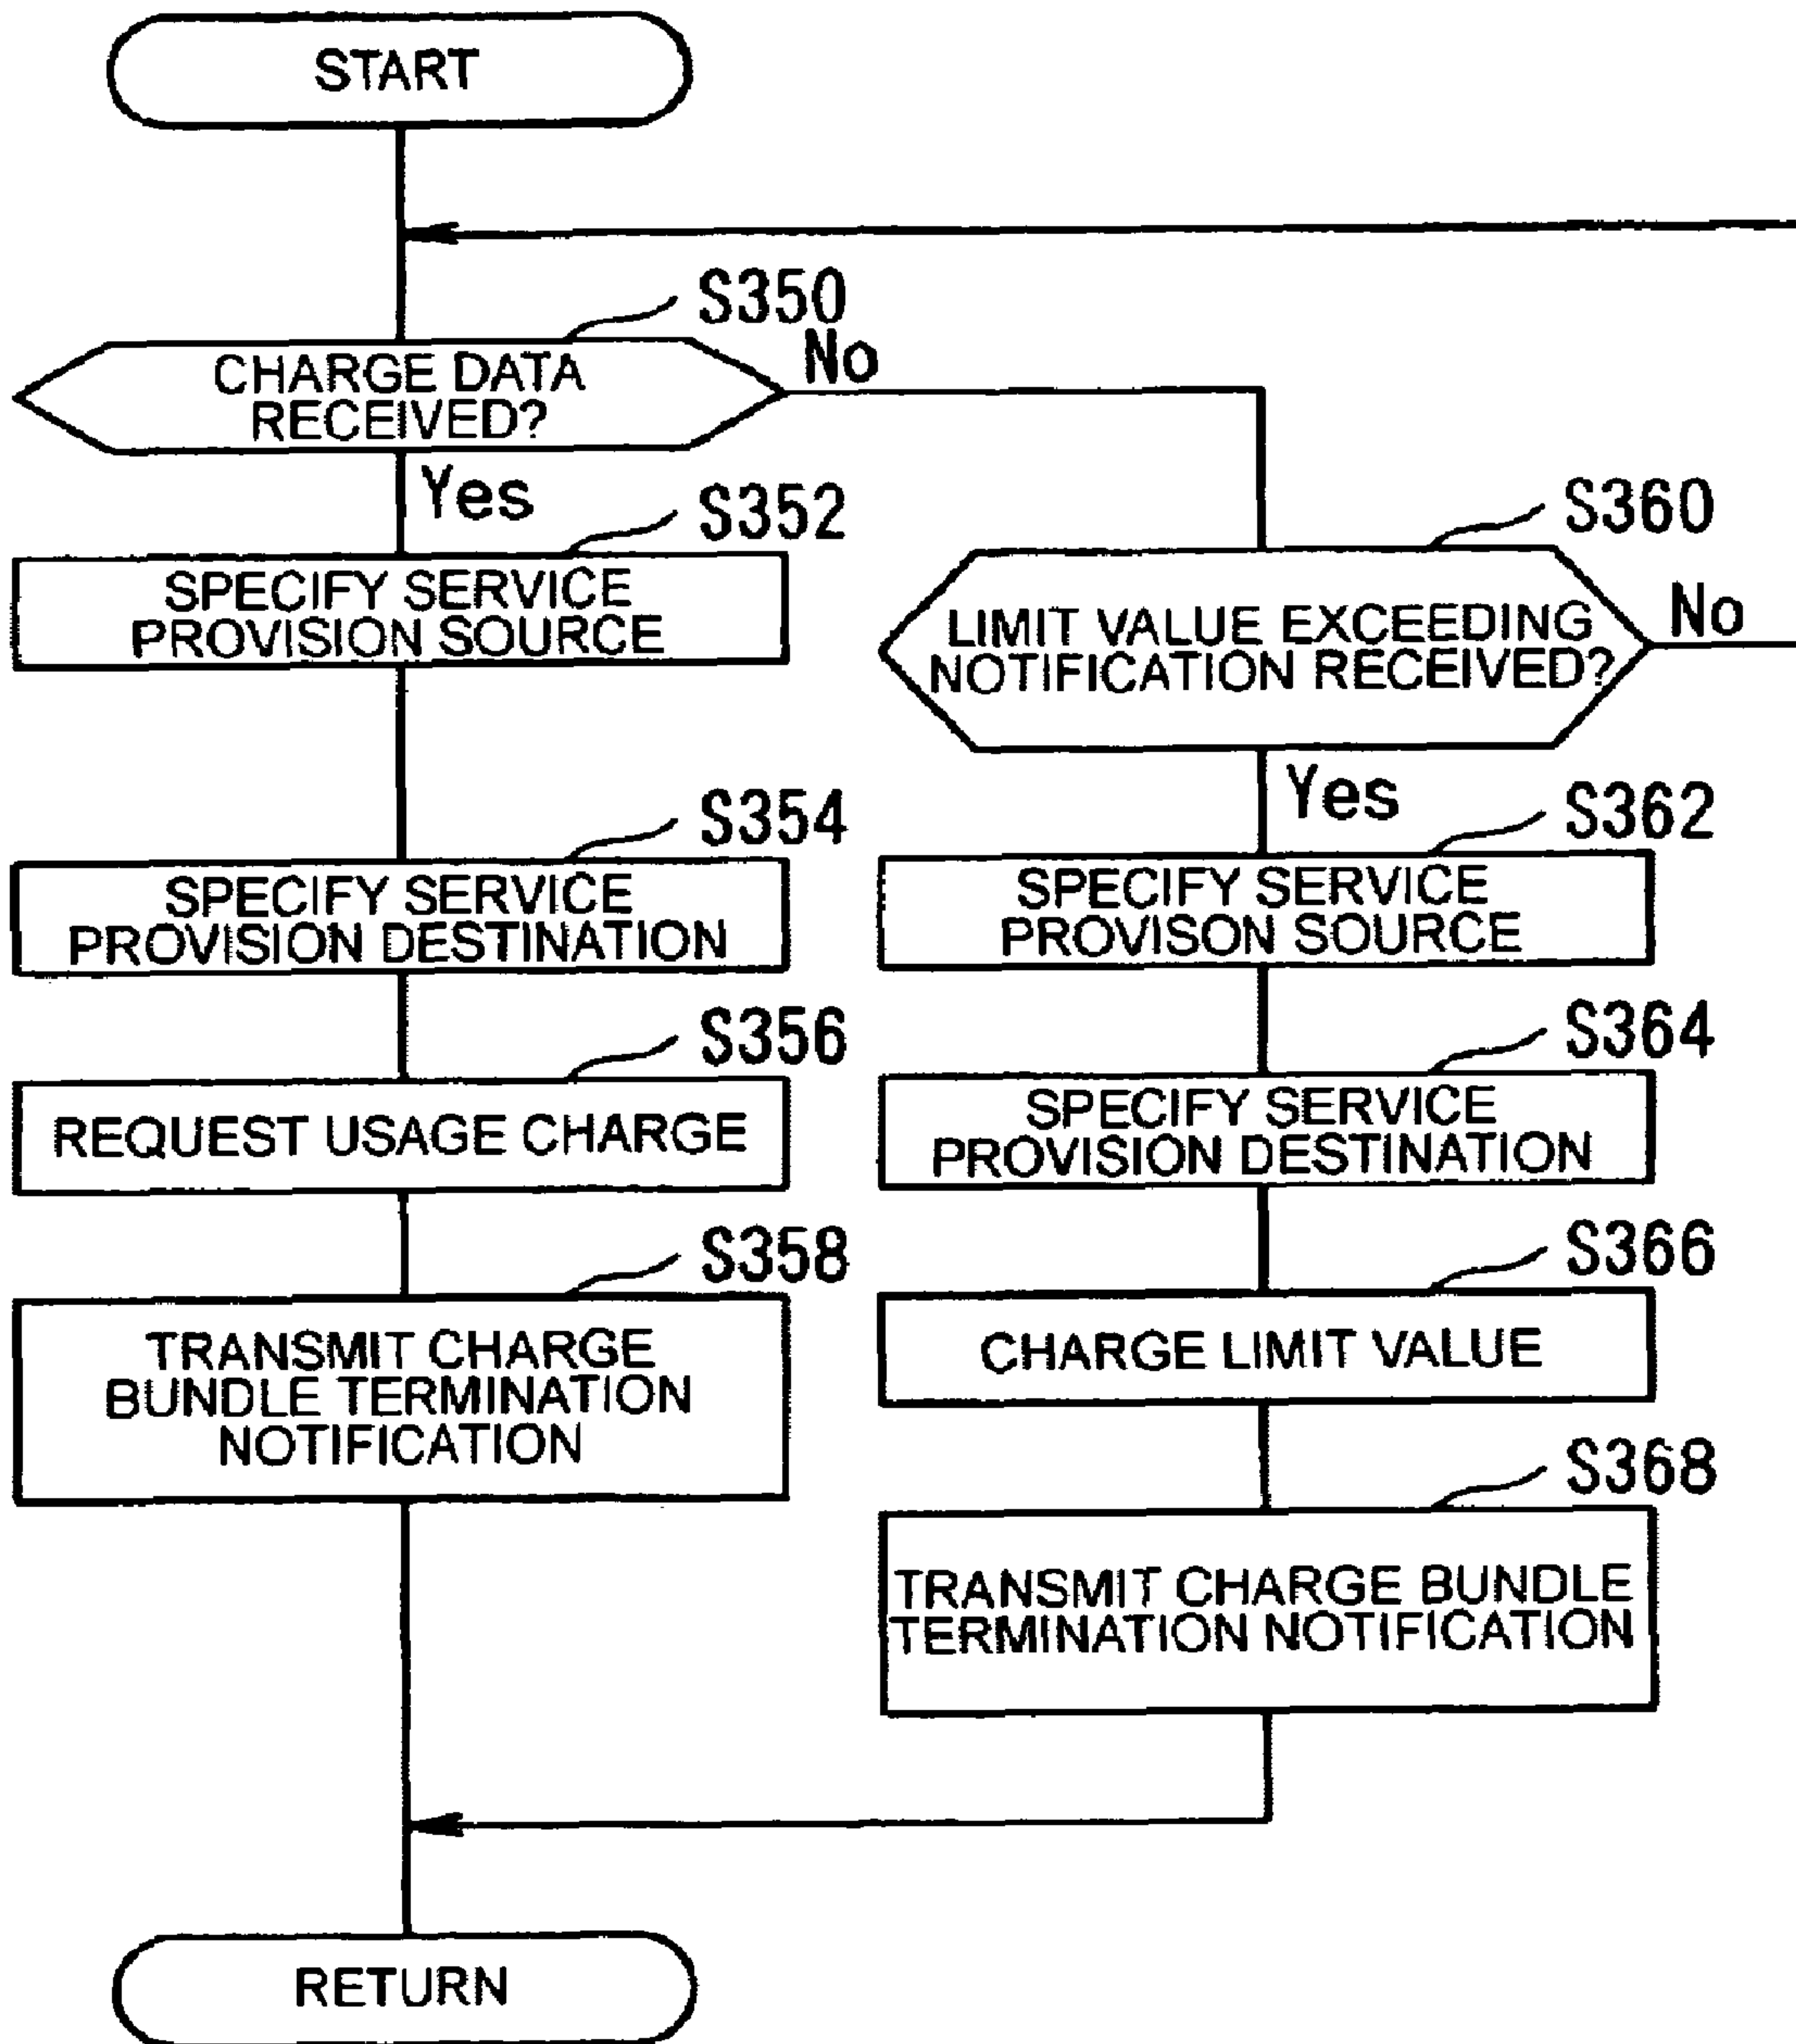 START
S350
CHARGE DATA
RECEIVED?
No
Yes
S352
SPECIFY SERVICE
PROVISION SOURCE
S354
SPECIFY SERVICE
PROVISION DESTINATION
S356
REQUEST USAGE CHARGE
S358
TRANSMIT CHARGE
BUNDLE TERMINATION
NOTIFICATION
S360
LIMIT VALUE EXCEEDING
NOTIFICATION RECEIVED?
No
Yes
S362
SPECIFY SERVICE
PROVISON SOURCE
S364
SPECIFY SERVICE
PROVISION DESTINATION
S366
CHARGE LIMIT VALUE
S368
TRANSMIT CHARGE BUNDLE
TERMINATION NOTIFICATION
RETURN